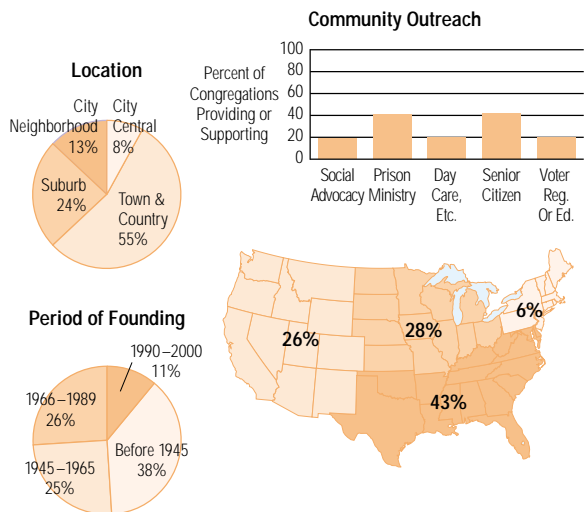 Community Outreach
Percent of
Congregations
Providing or
Supporting
100
80
60
40
20
0
Social
Advocacy
Prison
Ministry
Day
Care,
Etc.
Senior
Citizen
Voter
Reg.
Or Ed.
Location
City
Neighborhood
13%
City
Central
8%
Suburb
24%
Town &
Country
55%
26%
28%
6%
43%
Period of Founding
1990–2000
11%
1966–1989
26%
Before 1945
38%
1945–1965
25%